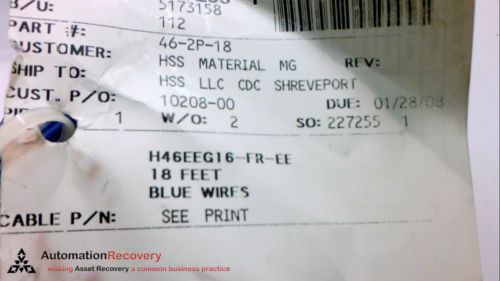 B/U: 5173158
PART #: 112
CUSTOMER: 46-2P-18
SHIP TO: HSS MATERIAL MG REV:
CUST. P/O: HSS LLC CDC SHREVEPORT
10208-00 DUE: 01/28/08
1 W/O: 2 SO: 227255 1
H46EEG16-FR-EE
18 FEET
BLUE WIRES
CABLE P/N: SEE PRINT
AutomationRecovery
making Asset Recovery a common business practice